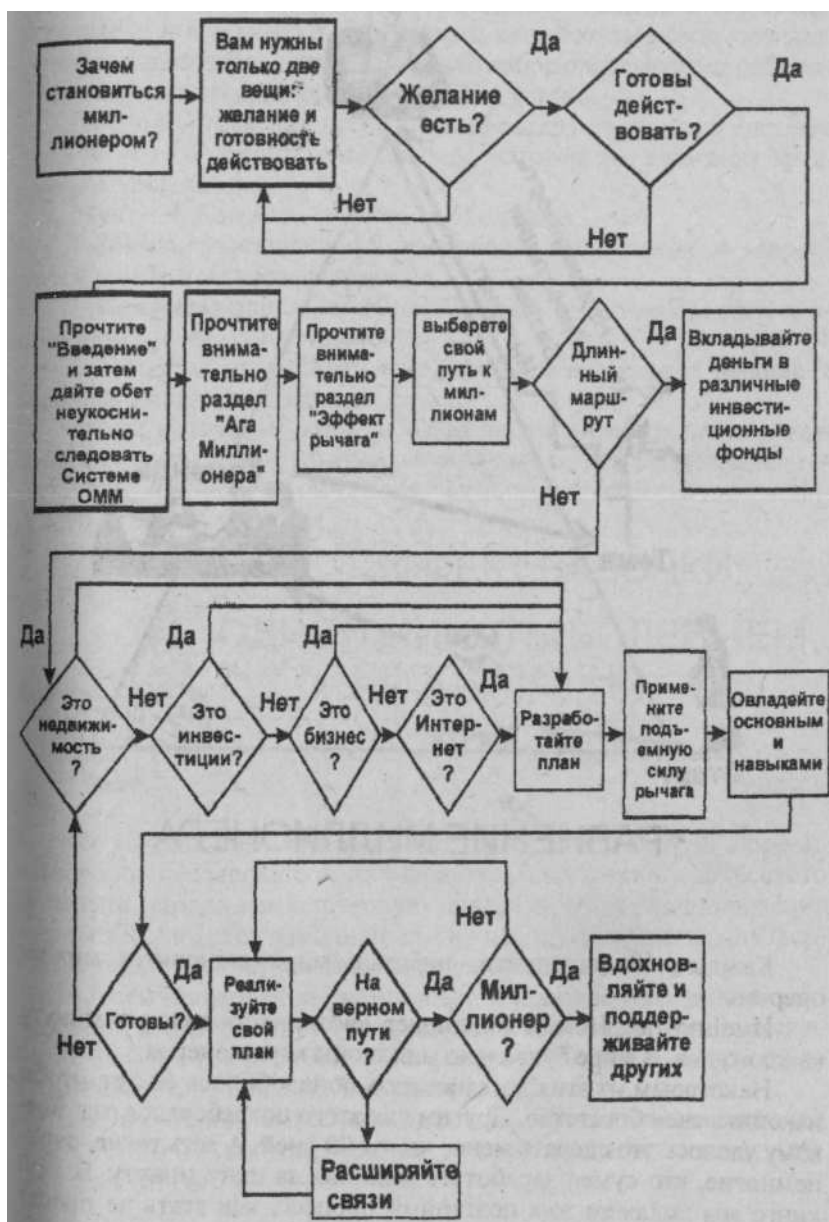 Зачем
становиться
мил-
лионером?
Вам нужны
только две
вещи:
желание и
готовность
действовать
Желание
есть?
Да
Готовы
дейст-
вовать?
Да
Нет
Нет
Прочтите
"Введение"
и затем
дайте обет
неукосни-
тельно
следовать
Системе
ОММ
Прочтите
внима-
тельно
раздел
"Ага
Милли-
онера"
Прочтите
внимательно
раздел
"Эффект
рычага"
выберете
свой
путь к
мил-
лионам
Длин-
ный
марш-
рут
Да
Вкладывайте
деньги в
различные
инвести-
ционные
фонды
Нет
Да
Это
недвижи-
мость
?
Нет
Да
Это
инвес-
тиции?
Нет
Да
Это
бизнес
?
Нет
Это
Интер-
нет
?
Да
Разрабо-
тайте
план
Приме-
ните
подъ-
емную
силу
рычага
Овладейте
основным
и
навыками
Готовы?
Да
Нет
Реали-
зуйте
свой
план
На
верном
пути
?
Да
Нет
Мил-
лионер
?
Да
Вдохнов-
ляйте и
поддер-
живайте
других
Расширяйте
связи